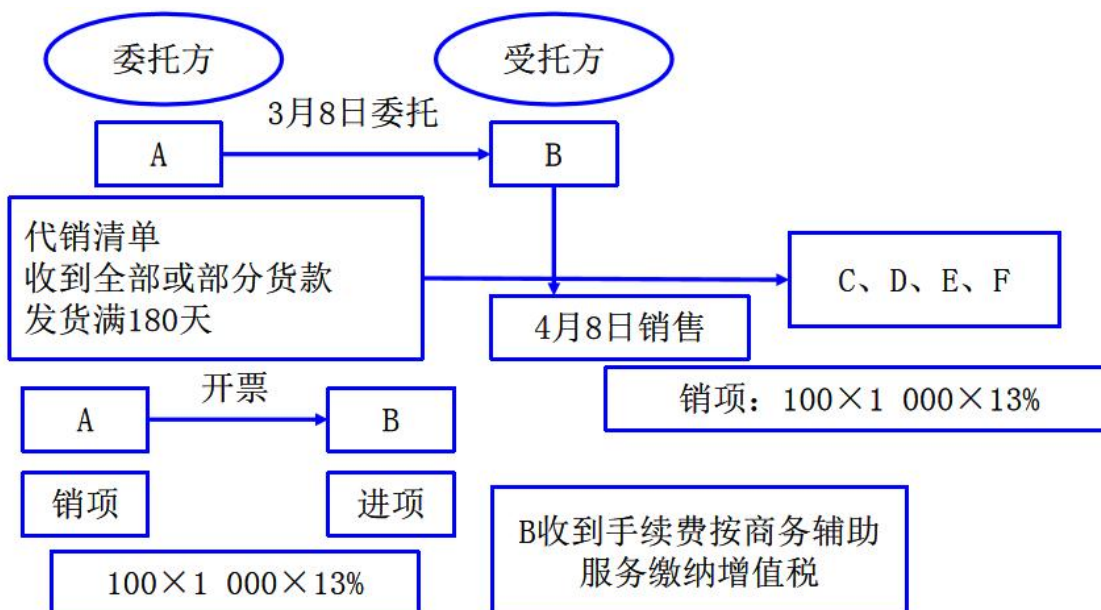 委托方
受托方
3月8日委托
A
B
代销清单
收到全部或部分货款
发货满180天
C、D、E、F
4月8日销售
销项：100×1 000×13%
开票
A
B
销项
进项
100×1 000×13%
B收到手续费按商务辅助
服务缴纳增值税